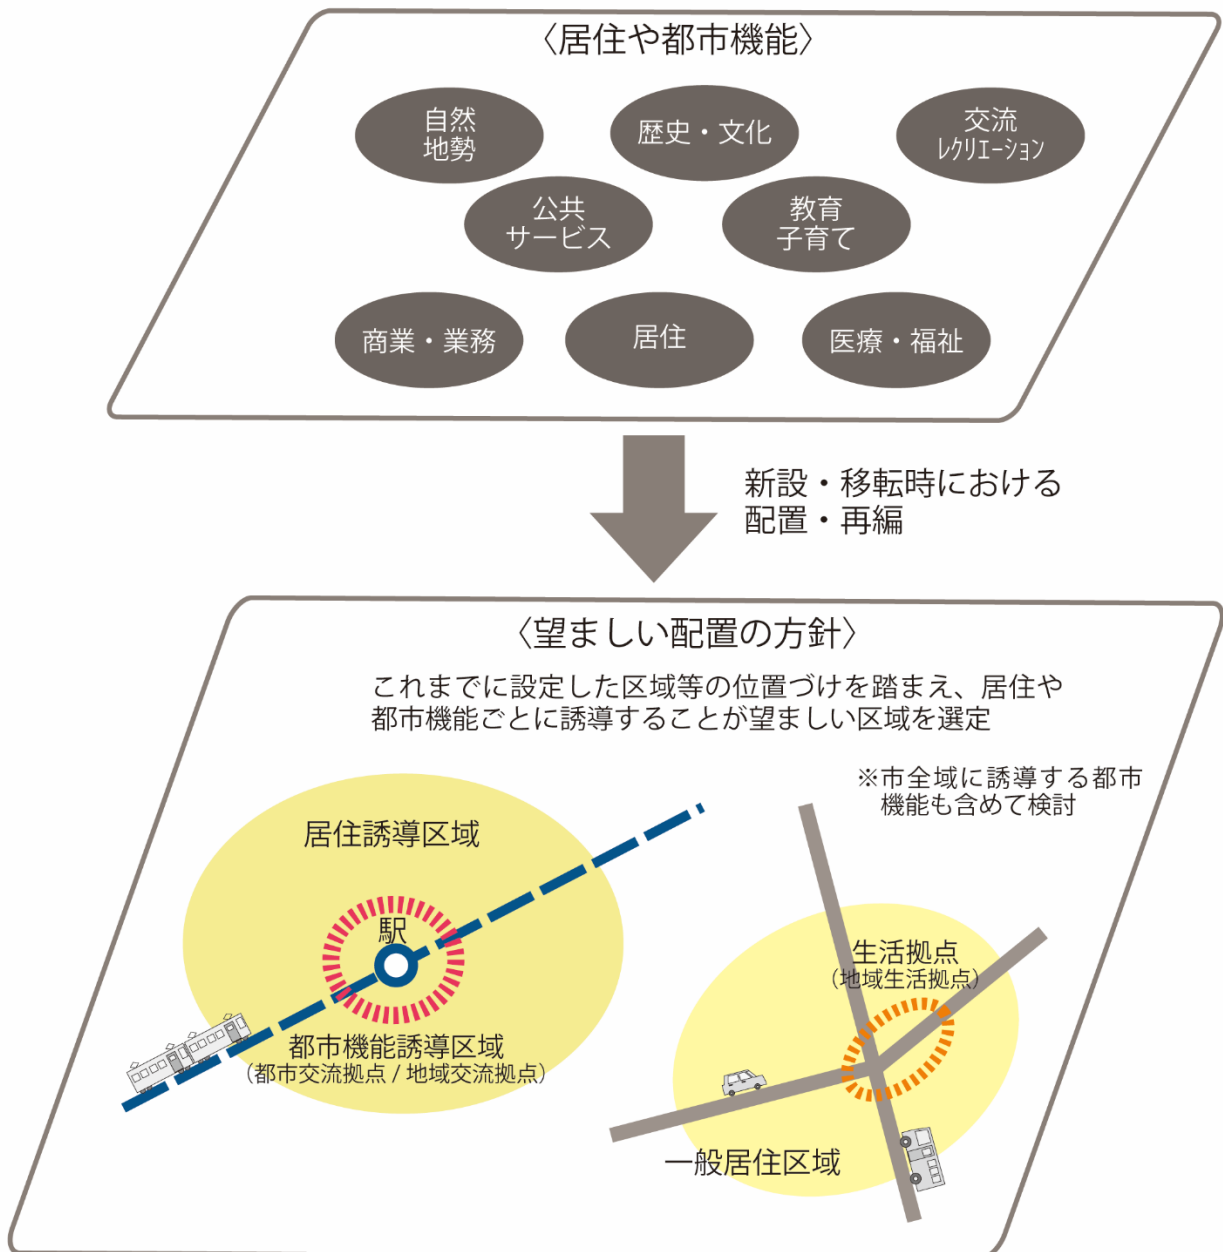 〈居住や都市機能〉
自然
地勢
歴史・文化
交流
ﾚｸﾘｴｰｼｮﾝ
公共
サービス
教育
子育て
商業・業務
居住
医療・福祉
新設・移転時における
配置・再編
〈望ましい配置の方針〉
これまでに設定した区域等の位置づけを踏まえ、居住や
都市機能ごとに誘導することが望ましい区域を選定
※市全域に誘導する都市
機能も含めて検討
居住誘導区域
駅
都市機能誘導区域
（都市交流拠点 / 地域交流拠点）
生活拠点
（地域生活拠点）
一般居住区域